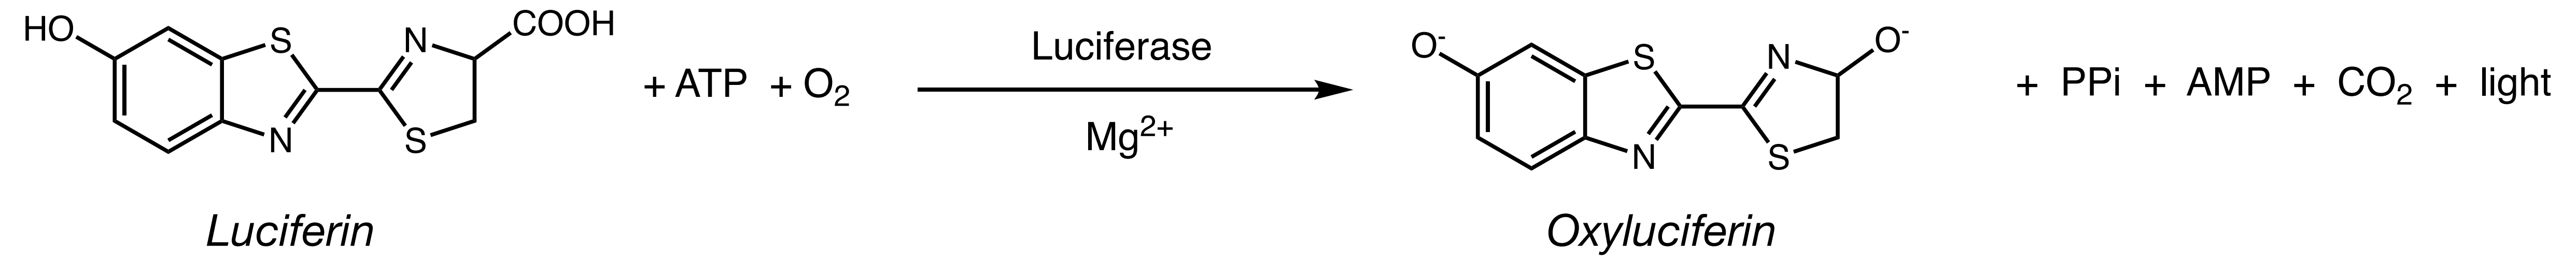 HO
S
N
N
S
COOH
+ ATP + O₂
Luciferase
Mg²⁺
O⁻
S
N
N
S
O⁻
+ PPi + AMP + CO₂ + light
Luciferin
Oxyluciferin